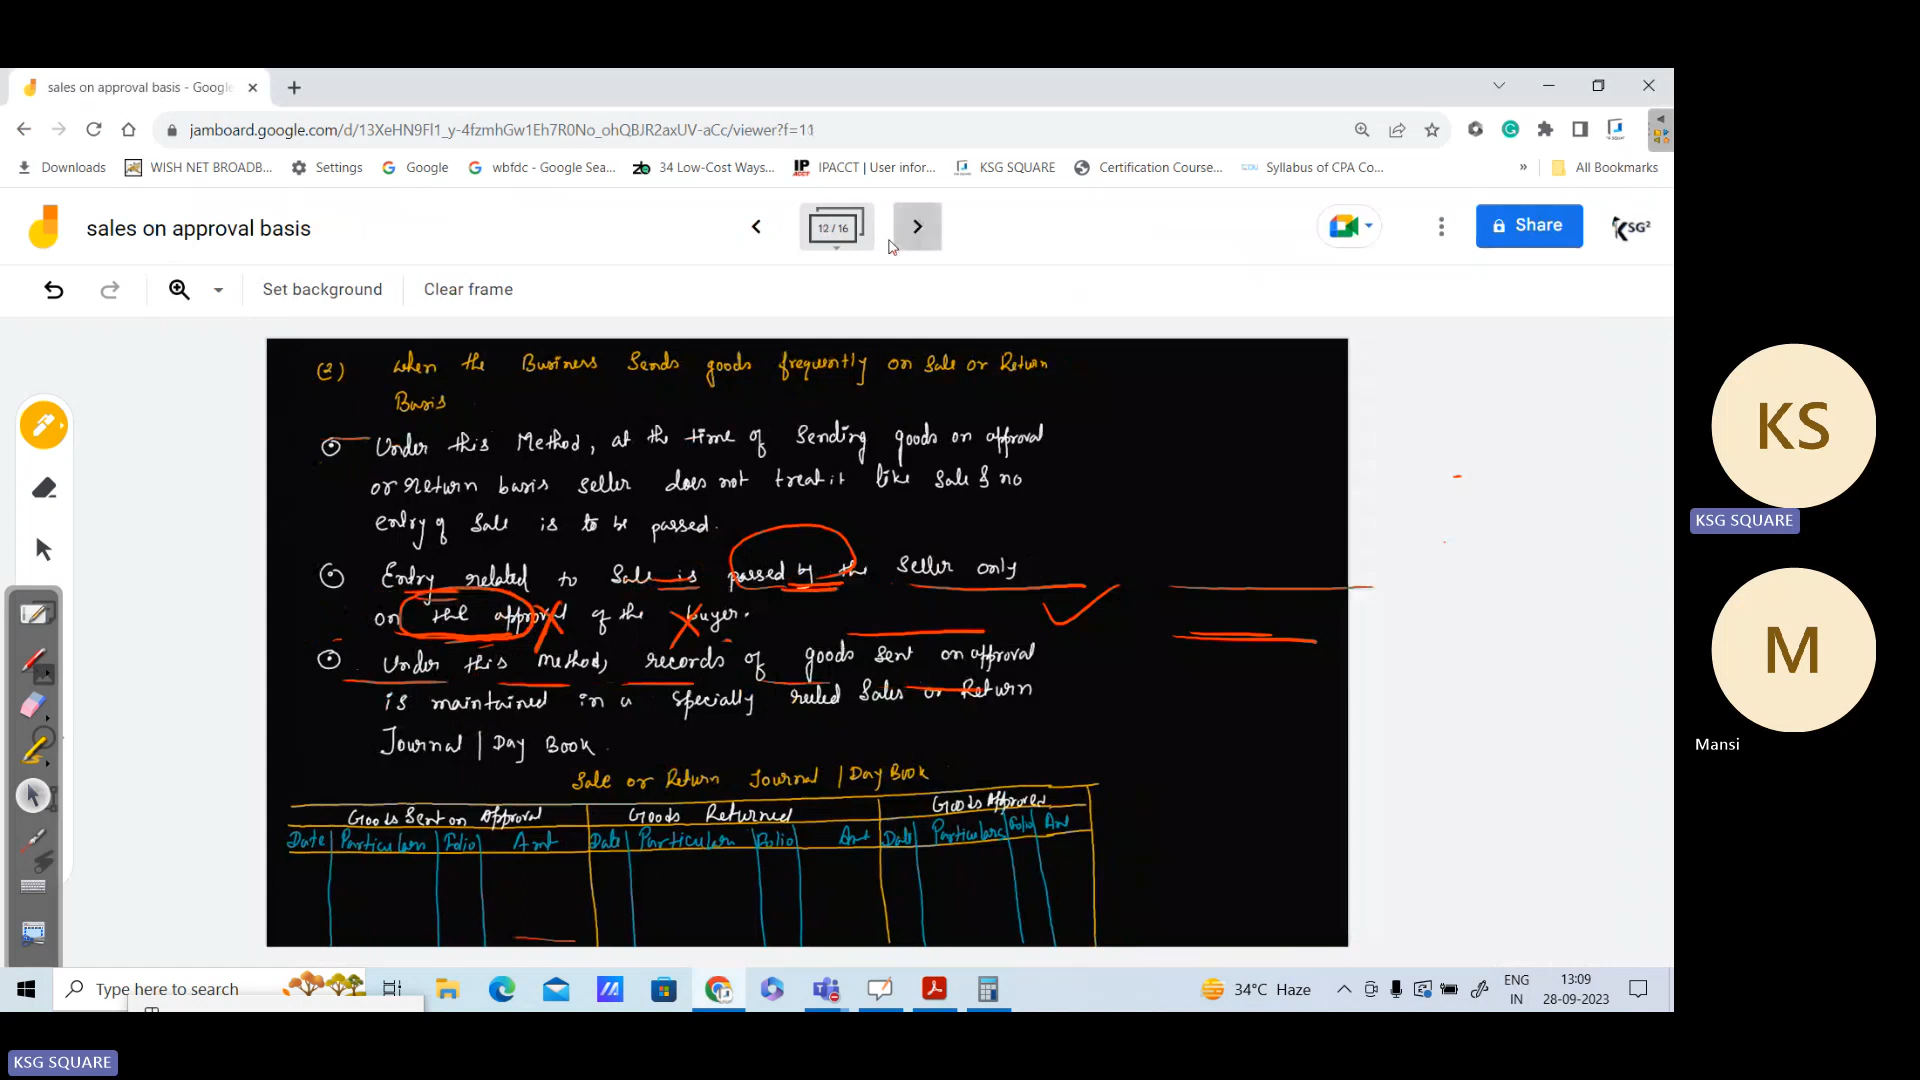 sales on approval basis - Google
jamboard.google.com/d/13XeHN9Fl1_y-4fzmhGw1Eh7R0No_ohQBJR2axUV-aCc/viewer?f=11
Downloads WISH NET BROADB... Settings Google wbfdc - Google Sea... 34 Low-Cost Ways... IPACCT | User infor... KSG SQUARE Certification Course... Syllabus of CPA Co... » All Bookmarks
sales on approval basis 12 / 16 Share KSG²
Set background Clear frame
(2) When the Business Sends goods frequently on Sale or Return
Basis
Under this Method, at the time of Sending goods on approval
or return basis seller does not treat it like Sale & no
entry of Sale is to be passed.
Entry related to Sale is passed by the Seller only
on the approval of the buyer.
Under this method, records of goods sent on approval
is maintained in a specially ruled Sales or Return
Journal | Day Book.
Sale or Return Journal | Day Book
Goods Sent on Approval Goods Returned Goods Approved
Date Particulars Folio Amt Date Particulars Folio Amt Date Particulars Folio Amt
KS
KSG SQUARE
M
Mansi
Type here to search 34°C Haze ENG IN 13:09 28-09-2023
KSG SQUARE